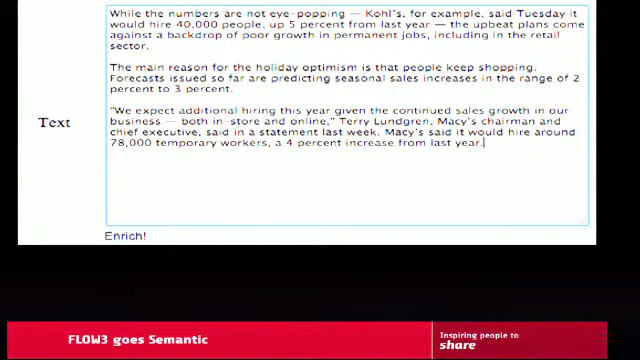 While the numbers are not eye-popping — Kohl's, for example, said Tuesday it
would hire 40,000 people, up 5 percent from last year — the upbeat plans come
against a backdrop of poor growth in permanent jobs, including in the retail
sector.
The main reason for the holiday optimism is that people keep shopping.
Forecasts issued so far are predicting seasonal sales increases in the range of 2
percent to 3 percent.
"We expect additional hiring this year given the continued sales growth in our
business — both in-store and online," Terry Lundgren, Macy's chairman and
chief executive, said in a statement last week. Macy's said it would hire around
78,000 temporary workers, a 4 percent increase from last year.
Text
Enrich!
FLOW3 goes Semantic
Inspiring people to
share